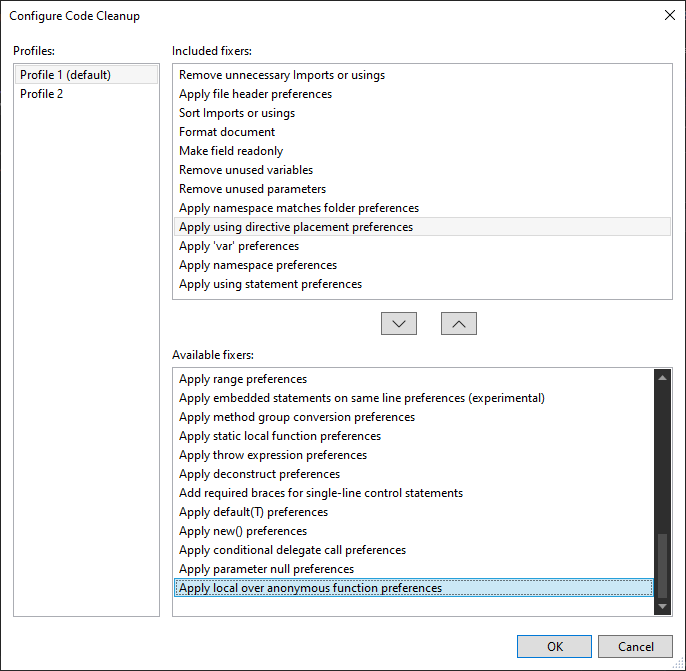 Configure Code Cleanup
Profiles:
Profile 1 (default)
Profile 2
Included fixers:
Remove unnecessary Imports or usings
Apply file header preferences
Sort Imports or usings
Format document
Make field readonly
Remove unused variables
Remove unused parameters
Apply namespace matches folder preferences
Apply using directive placement preferences
Apply 'var' preferences
Apply namespace preferences
Apply using statement preferences
Available fixers:
Apply range preferences
Apply embedded statements on same line preferences (experimental)
Apply method group conversion preferences
Apply static local function preferences
Apply throw expression preferences
Apply deconstruct preferences
Add required braces for single-line control statements
Apply default(T) preferences
Apply new() preferences
Apply conditional delegate call preferences
Apply parameter null preferences
Apply local over anonymous function preferences
OK
Cancel